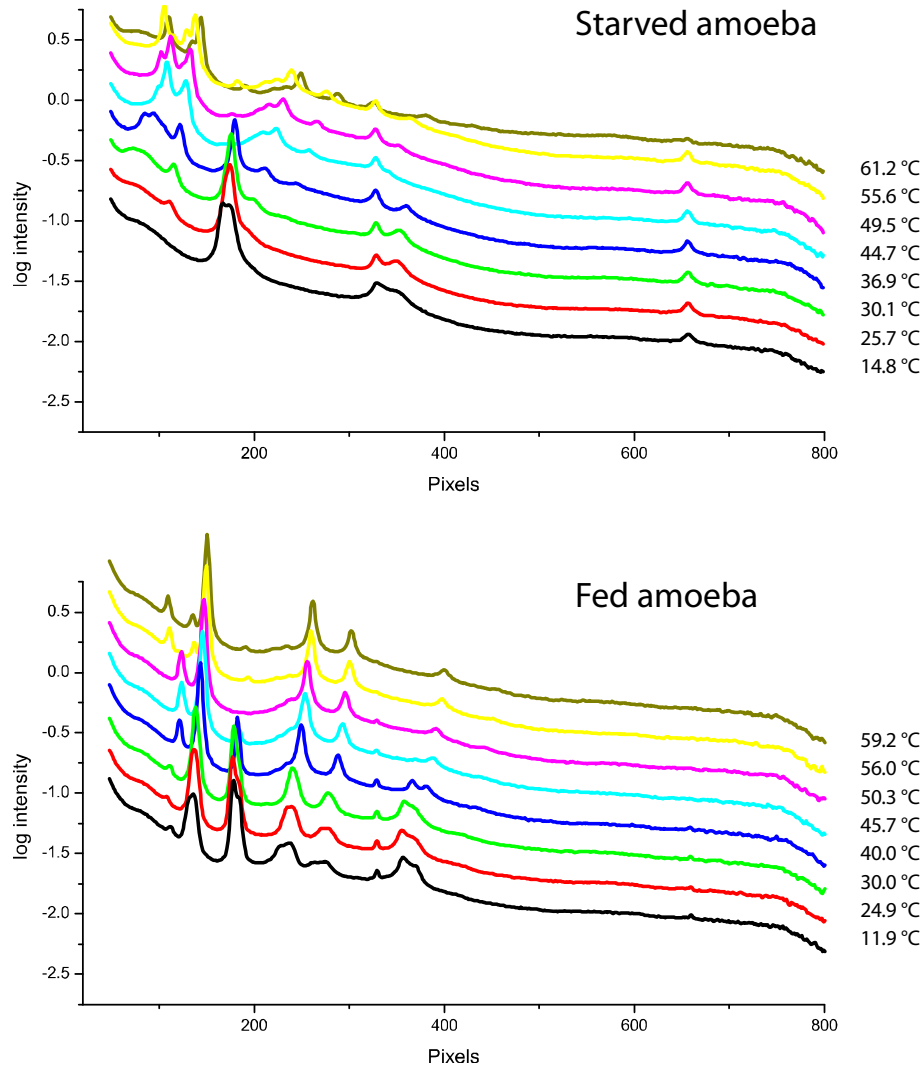 Starved amoeba
0.5
0.0
-0.5
-1.0
-1.5
-2.0
-2.5
log intensity
61.2 °C
55.6 °C
49.5 °C
44.7 °C
36.9 °C
30.1 °C
25.7 °C
14.8 °C
200
400
600
800
Pixels
Fed amoeba
0.5
0.0
-0.5
-1.0
-1.5
-2.0
-2.5
log intensity
59.2 °C
56.0 °C
50.3 °C
45.7 °C
40.0 °C
30.0 °C
24.9 °C
11.9 °C
200
400
600
800
Pixels